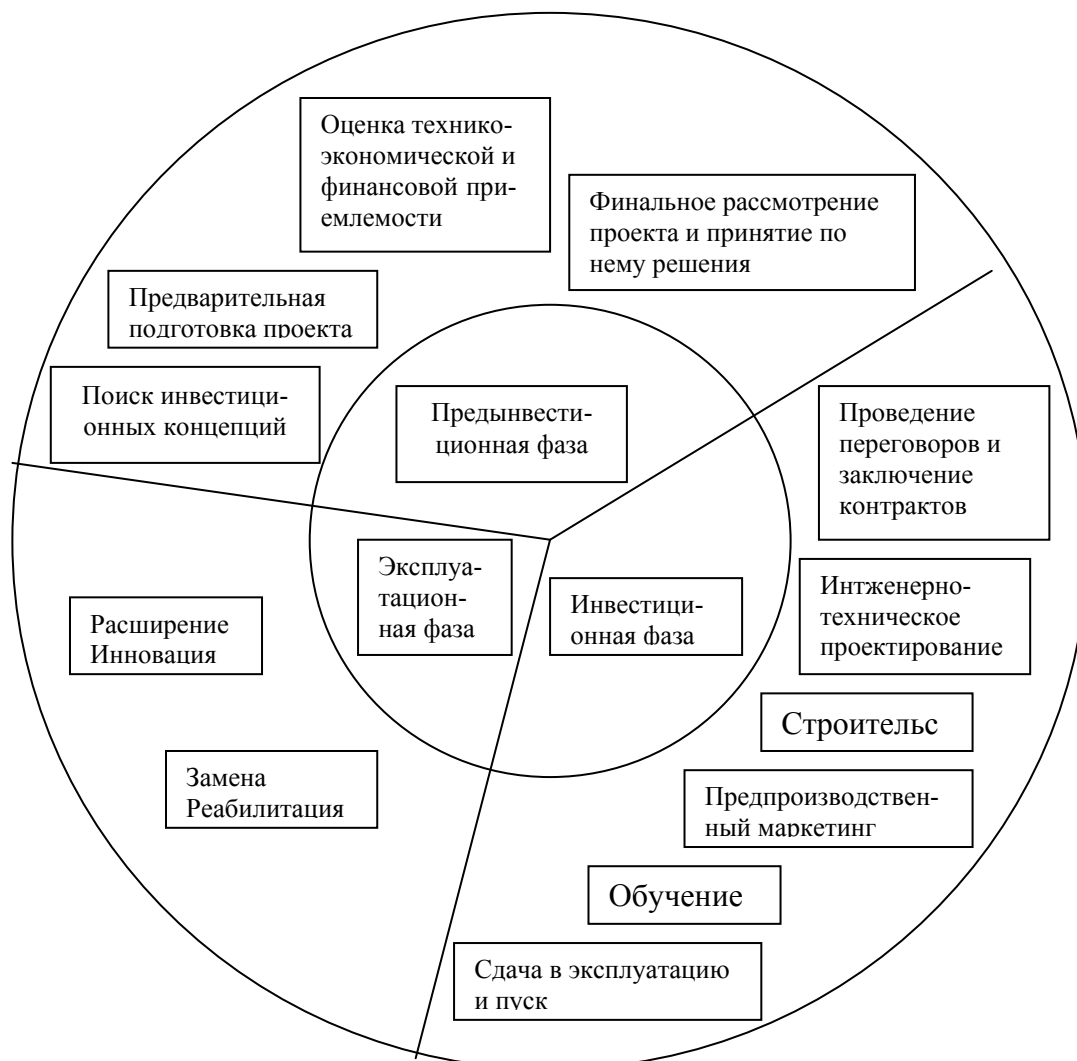 Оценка технико-
экономической и
финансовой при-
емлемости
Финальное рассмотрение
проекта и принятие по
нему решения
Предварительная
подготовка проекта
Поиск инвестици-
онных концепций
Предынвести-
ционная фаза
Проведение
переговоров и
заключение
контрактов
Эксплуа-
тацион-
ная фаза
Инвестици-
онная фаза
Интженерно-
техническое
проектирование
Расширение
Инновация
Строительс
Замена
Реабилитация
Предпроизводствен-
ный маркетинг
Обучение
Сдача в эксплуатацию
и пуск